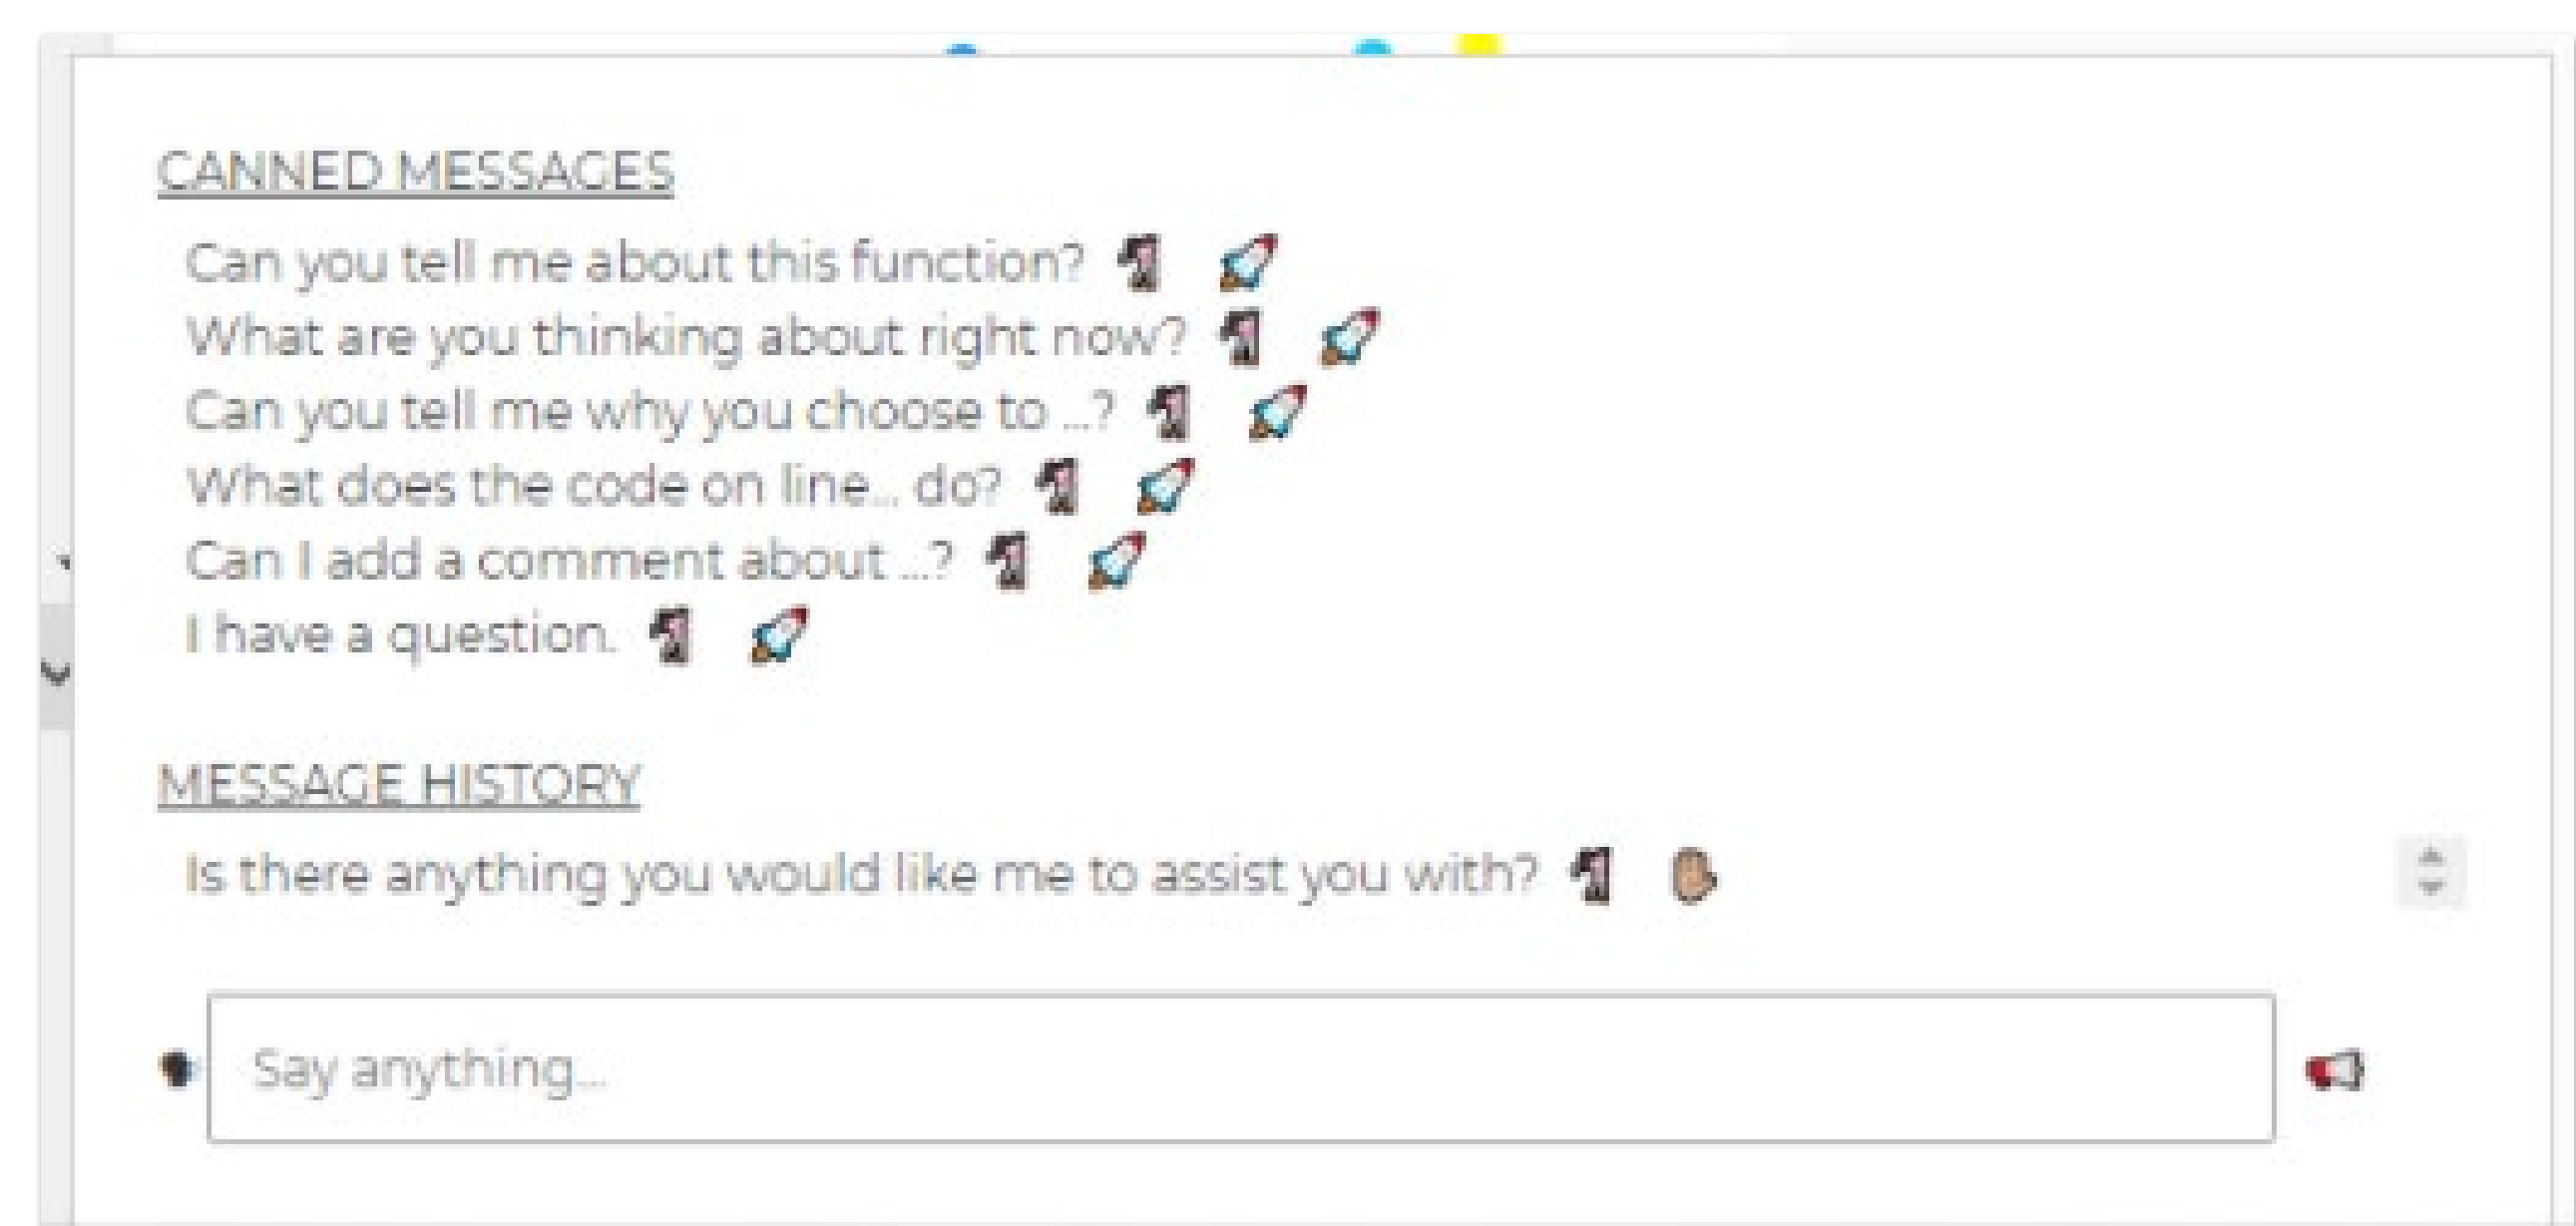 CANNED MESSAGES
Can you tell me about this function?
What are you thinking about right now?
Can you tell me why you choose to ...?
What does the code on line... do?
Can I add a comment about ...?
I have a question.
MESSAGE HISTORY
Is there anything you would like me to assist you with?
Say anything...